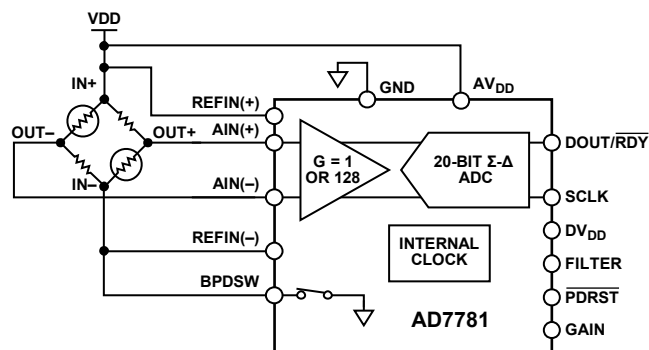 VDD
IN+
OUT–
OUT+
IN–
REFIN(+)
AIN(+)
AIN(–)
REFIN(–)
BPDSW
GND
AVDD
G = 1
OR 128
20-BIT Σ-Δ
ADC
INTERNAL
CLOCK
AD7781
DOUT/RDY
SCLK
DVDD
FILTER
PDRST
GAIN